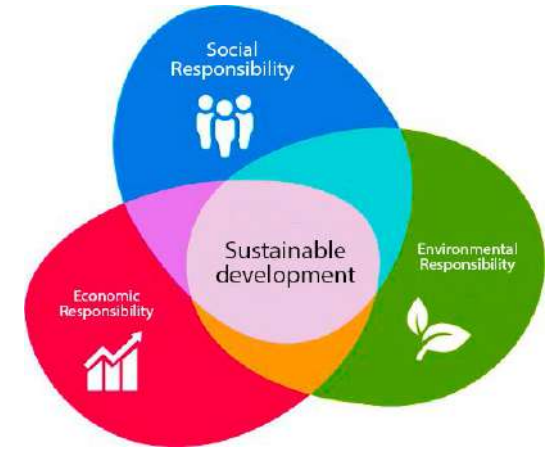 Social
Responsibility
Sustainable
development
Environmental
Responsibility
Economic
Responsibility